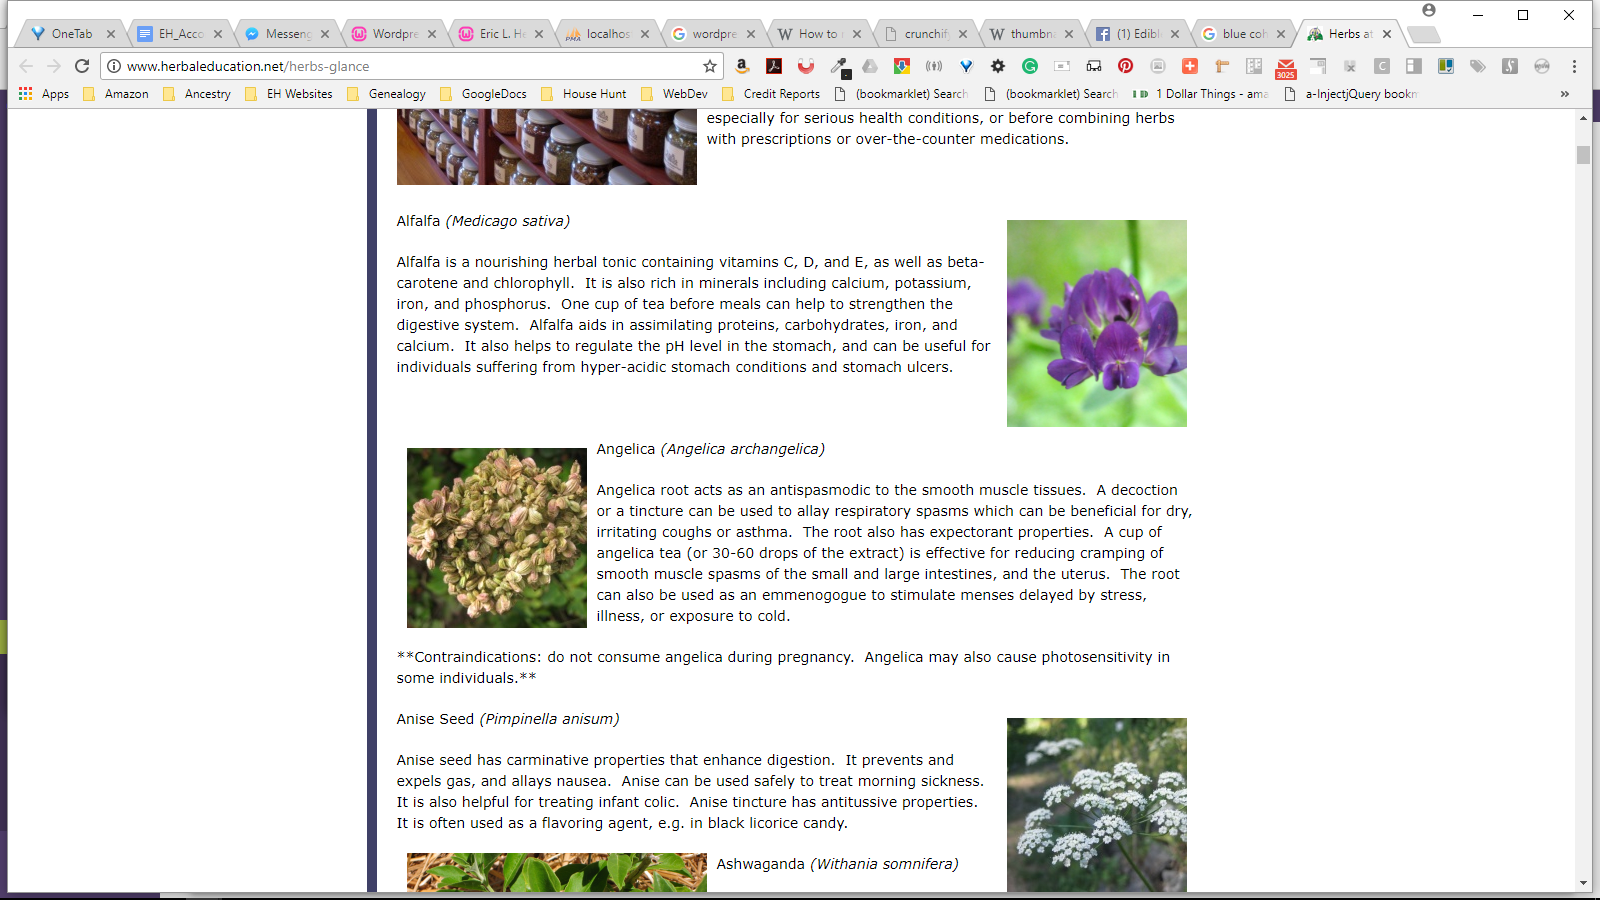 OneTab
EH_Acco
Messeng
Wordpre
Eric L. He
localhos
wordpre
How to r
crunchif
thumbna
(1) Edibl
blue coh
Herbs at
www.herbaleducation.net/herbs-glance
3025
Apps
Amazon
Ancestry
EH Websites
Genealogy
GoogleDocs
House Hunt
WebDev
Credit Reports
(bookmarklet) Search
(bookmarklet) Search
1 Dollar Things - ama
a-InjectjQuery bookm
especially for serious health conditions, or before combining herbs
with prescriptions or over-the-counter medications.
Alfalfa (Medicago sativa)
Alfalfa is a nourishing herbal tonic containing vitamins C, D, and E, as well as beta-
carotene and chlorophyll. It is also rich in minerals including calcium, potassium,
iron, and phosphorus. One cup of tea before meals can help to strengthen the
digestive system. Alfalfa aids in assimilating proteins, carbohydrates, iron, and
calcium. It also helps to regulate the pH level in the stomach, and can be useful for
individuals suffering from hyper-acidic stomach conditions and stomach ulcers.
Angelica (Angelica archangelica)
Angelica root acts as an antispasmodic to the smooth muscle tissues. A decoction
or a tincture can be used to allay respiratory spasms which can be beneficial for dry,
irritating coughs or asthma. The root also has expectorant properties. A cup of
angelica tea (or 30-60 drops of the extract) is effective for reducing cramping of
smooth muscle spasms of the small and large intestines, and the uterus. The root
can also be used as an emmenogogue to stimulate menses delayed by stress,
illness, or exposure to cold.
**Contraindications: do not consume angelica during pregnancy. Angelica may also cause photosensitivity in
some individuals.**
Anise Seed (Pimpinella anisum)
Anise seed has carminative properties that enhance digestion. It prevents and
expels gas, and allays nausea. Anise can be used safely to treat morning sickness.
It is also helpful for treating infant colic. Anise tincture has antitussive properties.
It is often used as a flavoring agent, e.g. in black licorice candy.
Ashwaganda (Withania somnifera)